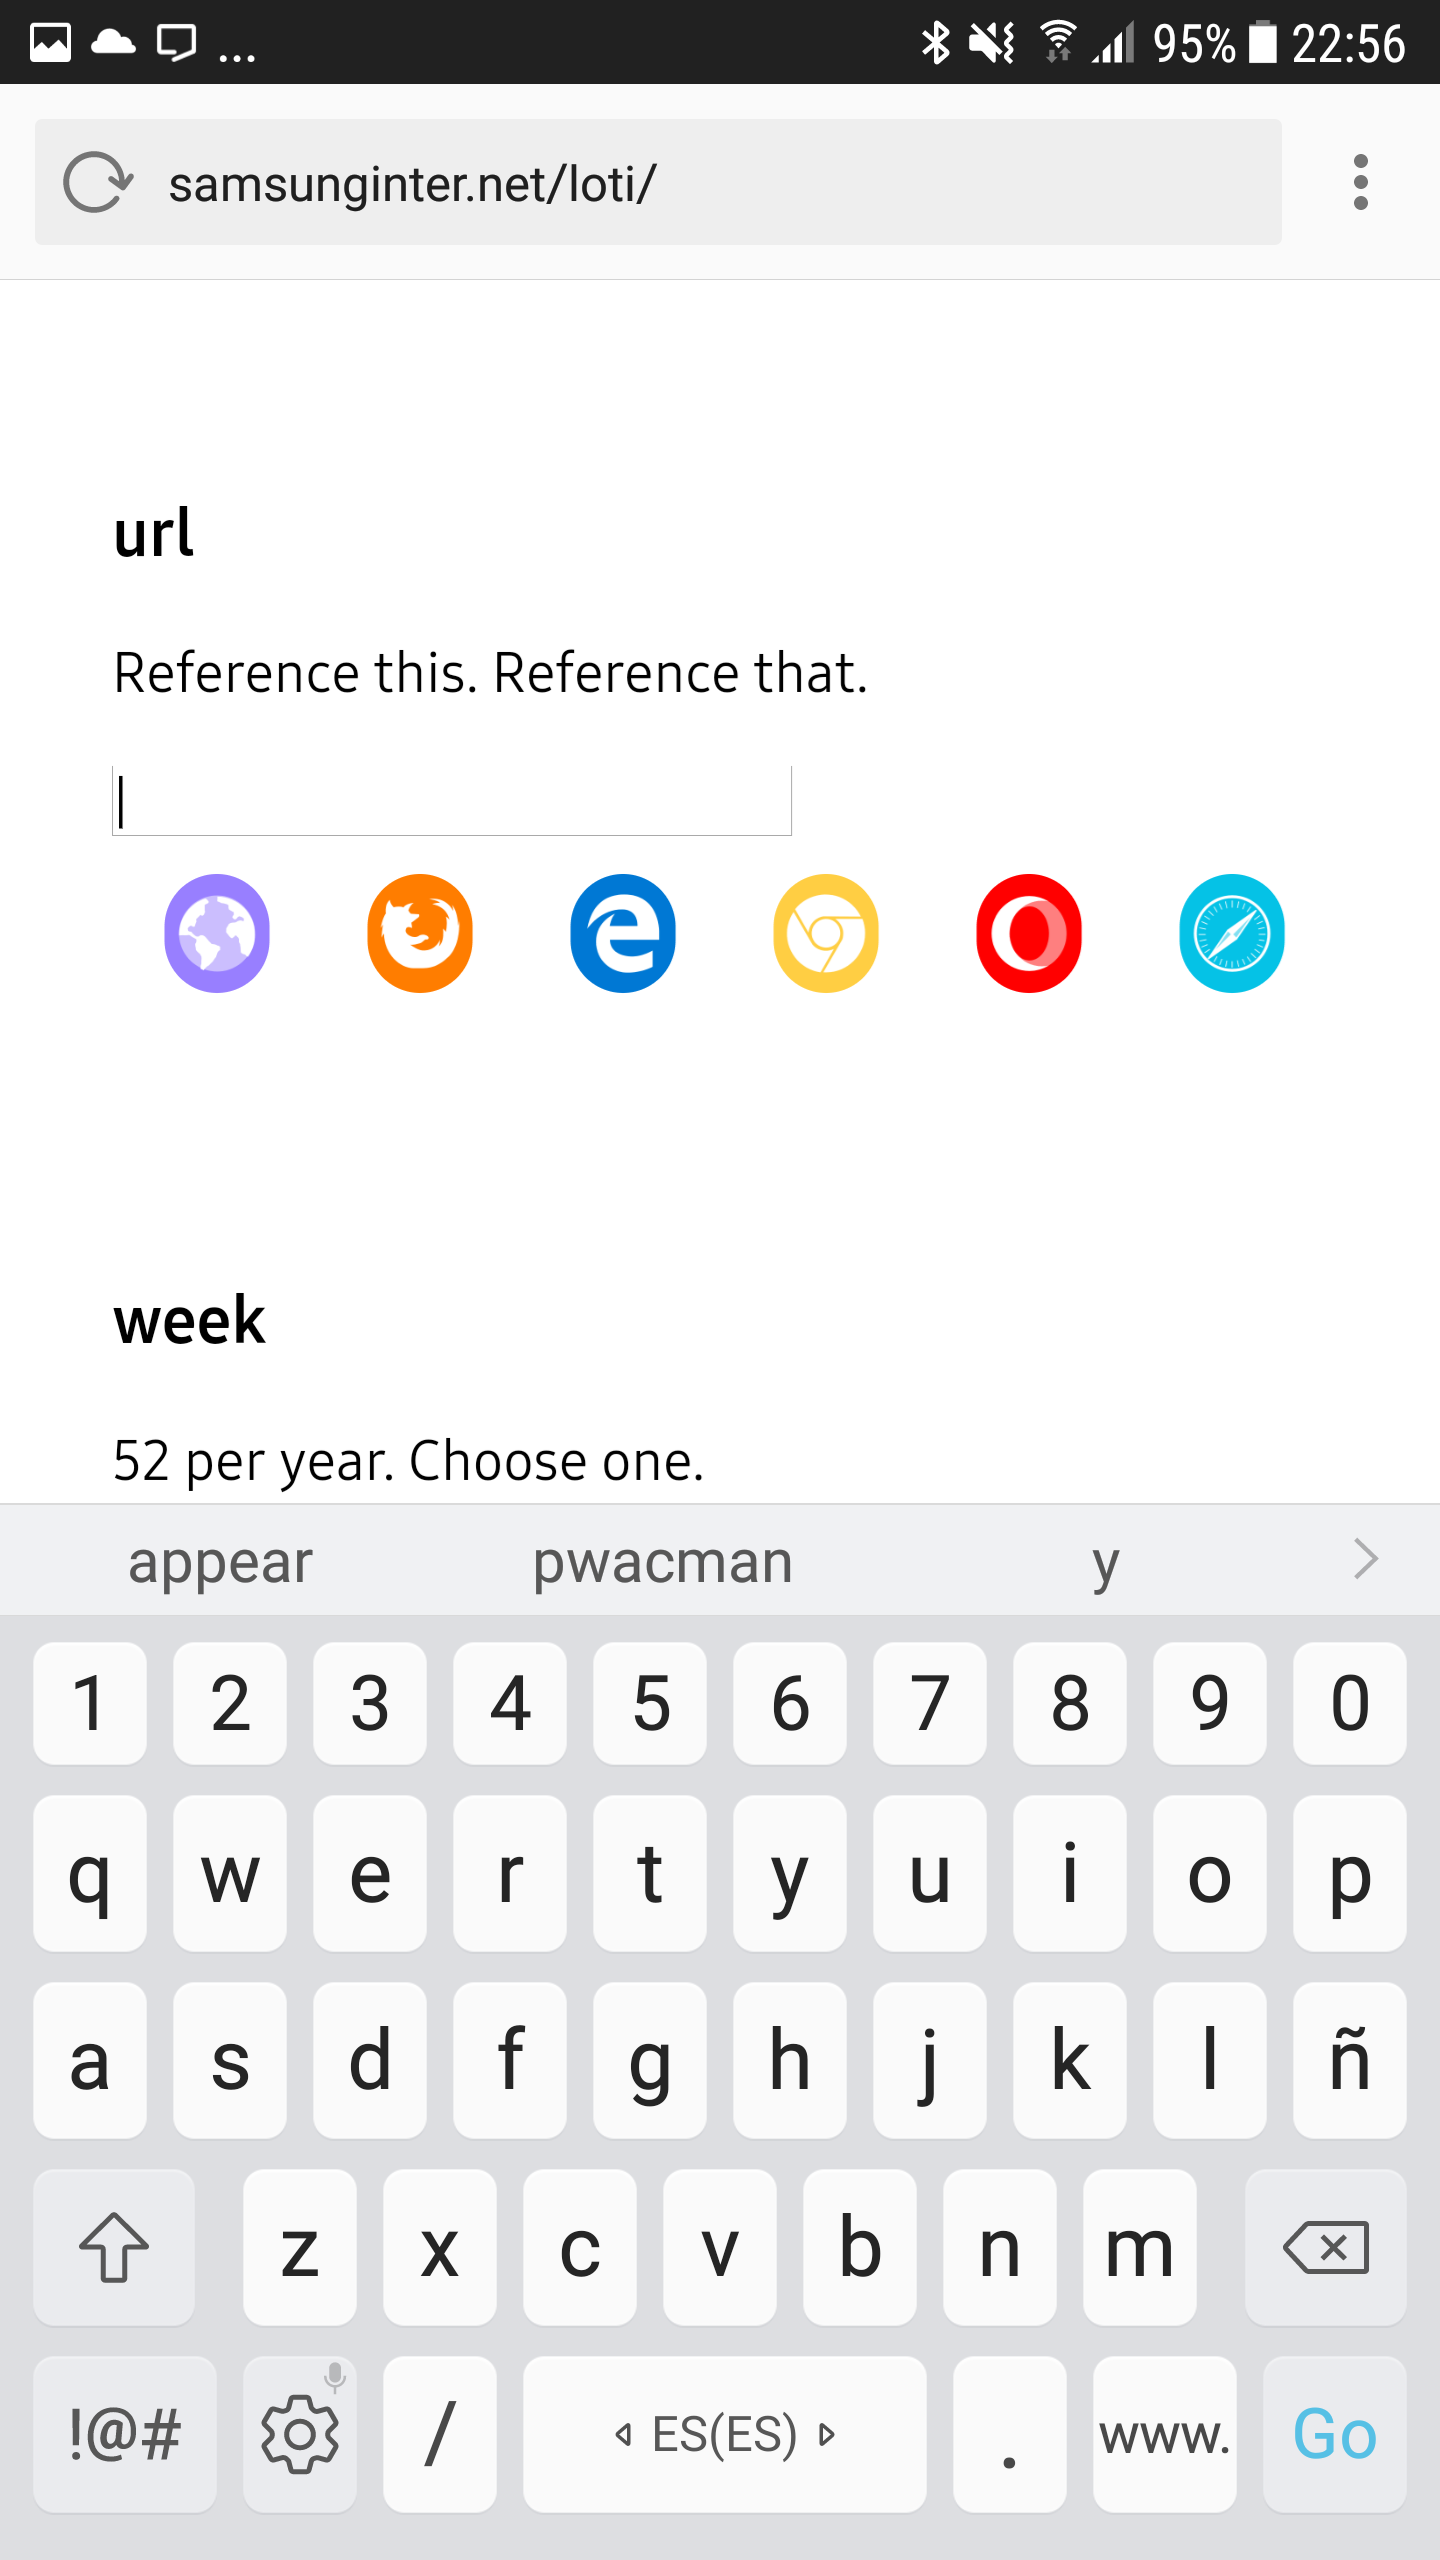 ... 95% 22:56
samsunginter.net/loti/
url
Reference this. Reference that.
week
52 per year. Choose one.
appear pwacman y
1 2 3 4 5 6 7 8 9 0
q w e r t y u i o p
a s d f g h j k l ñ
z x c v b n m
!@# / ES(ES) . www. Go